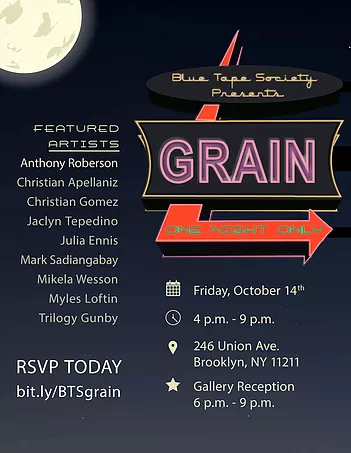 Blue Tape Society
Presents
GRAIN
ONE NIGHT ONLY
FEATURED
ARTISTS
Anthony Roberson
Christian Apellaniz
Christian Gomez
Jaclyn Tepedino
Julia Ennis
Mark Sadiangabay
Mikela Wesson
Myles Loftin
Trilogy Gunby
RSVP TODAY
bit.ly/BTSgrain
Friday, October 14th
4 p.m. - 9 p.m.
246 Union Ave.
Brooklyn, NY 11211
Gallery Reception
6 p.m. - 9 p.m.